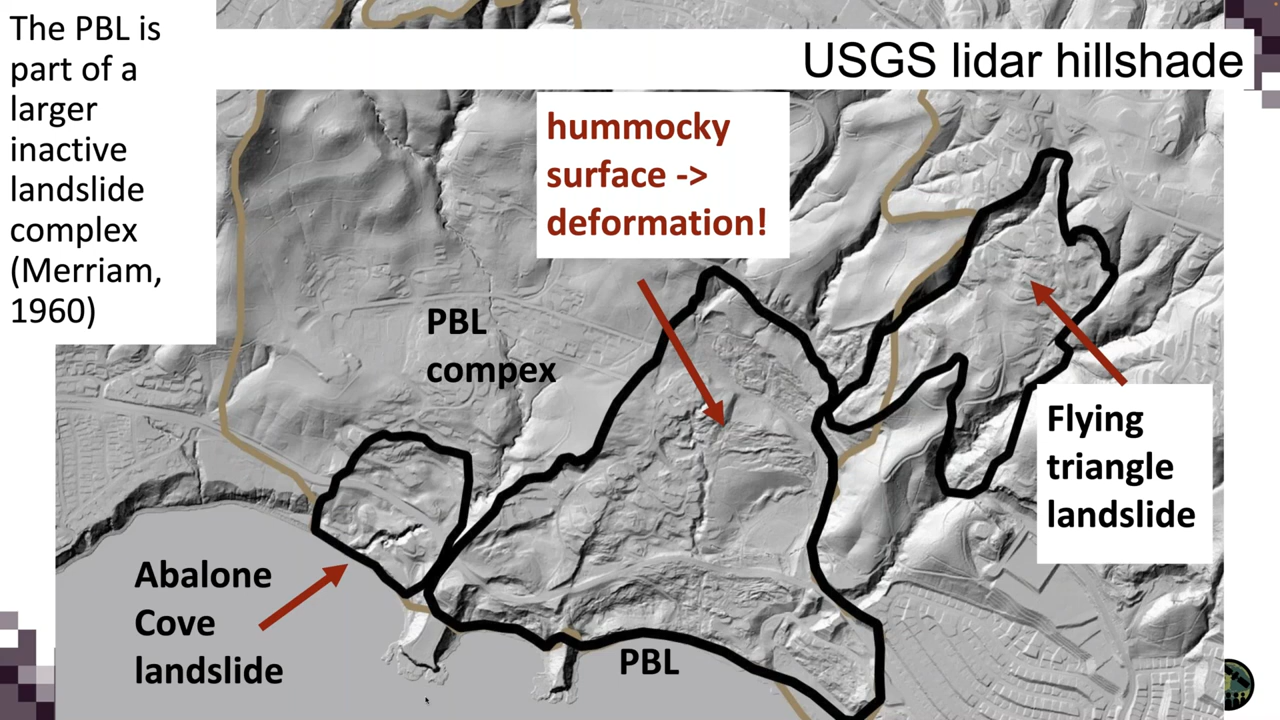 The PBL is
part of a
larger
inactive
landslide
complex
(Merriam,
1960)
USGS lidar hillshade
hummocky
surface ->
deformation!
PBL
compex
Flying
triangle
landslide
Abalone
Cove
landslide
PBL